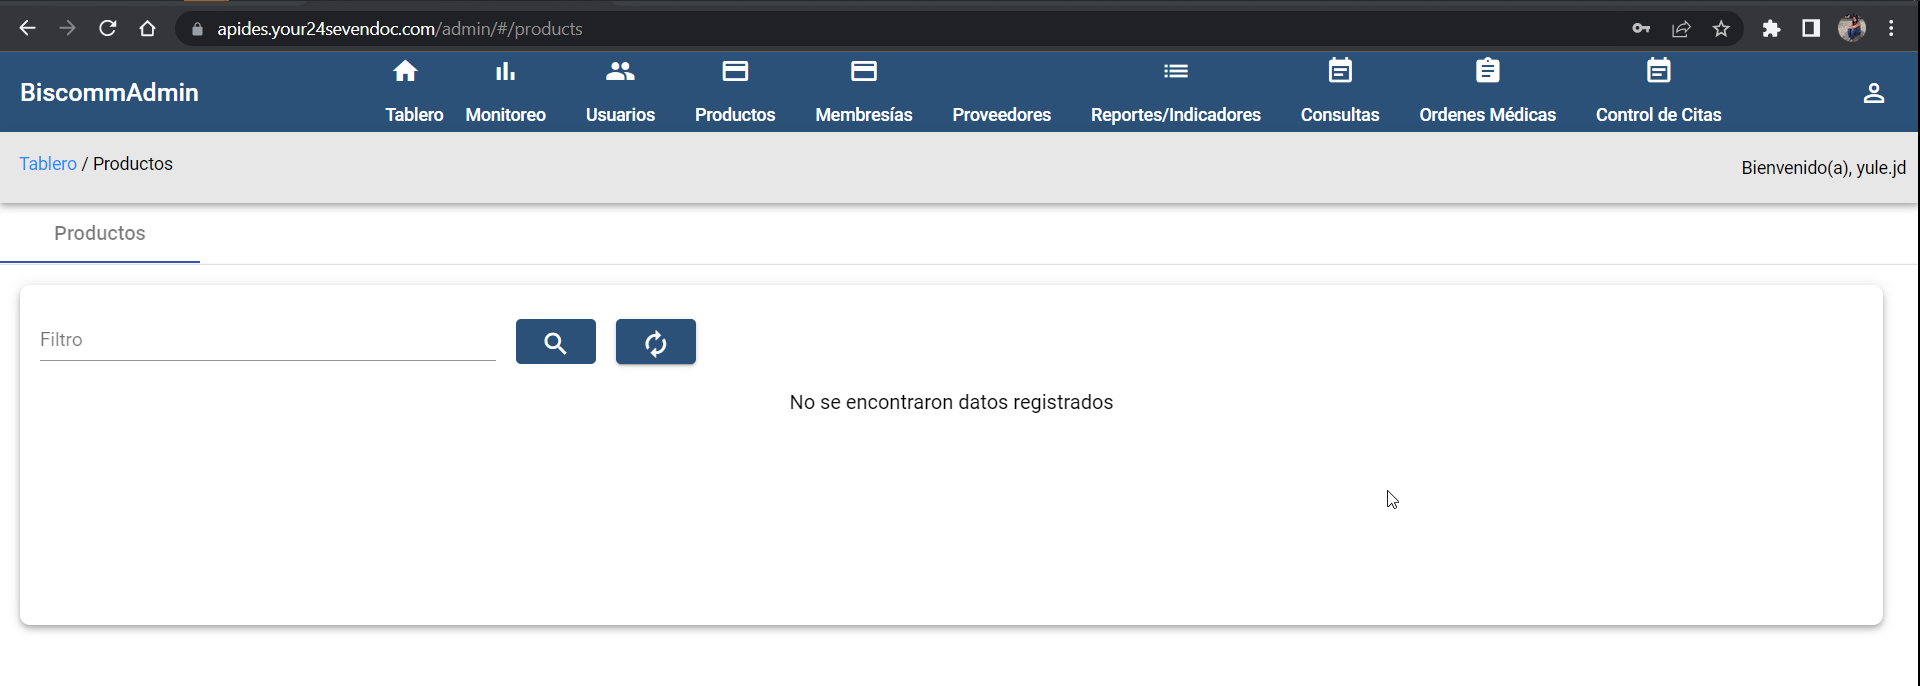 apides.your24sevendoc.com/admin/#/products
BiscommAdmin
Tablero Monitoreo Usuarios Productos Membresías Proveedores Reportes/Indicadores Consultas Ordenes Médicas Control de Citas
Tablero / Productos
Bienvenido(a), yule.jd
Productos
Filtro
No se encontraron datos registrados